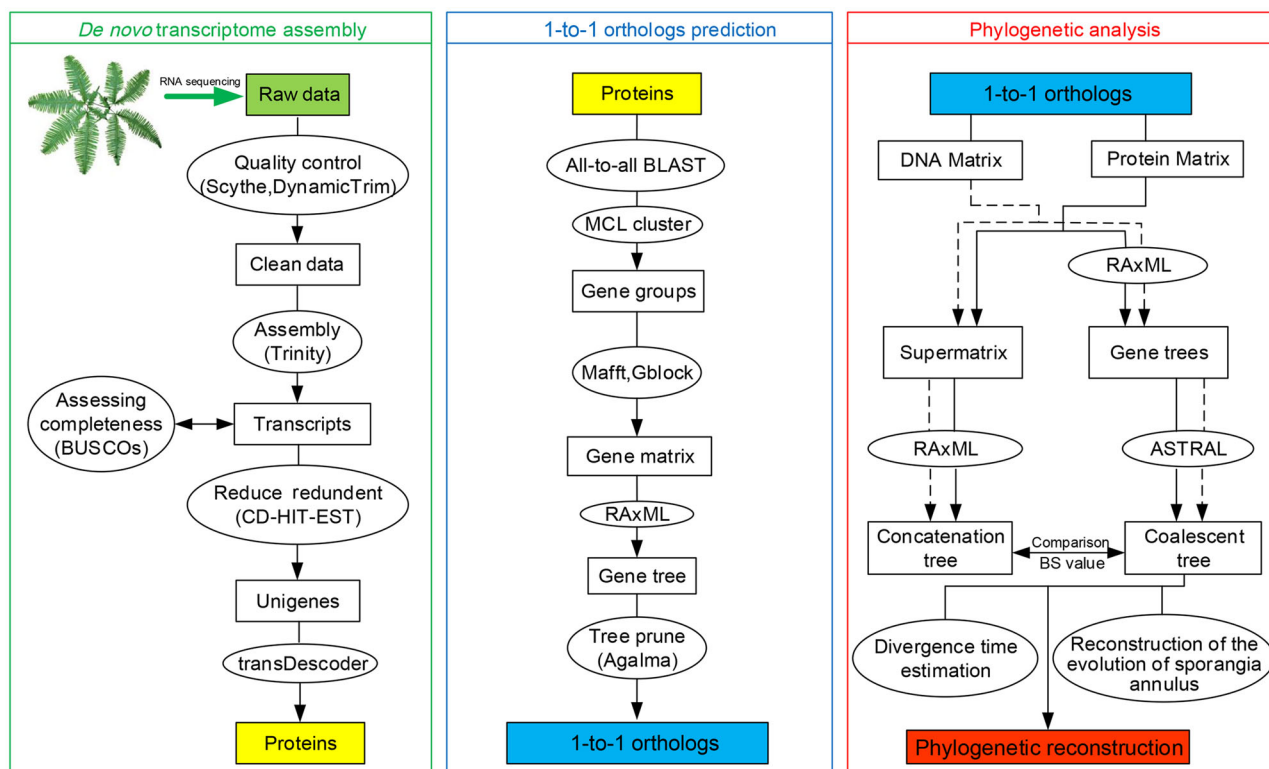 De novo transcriptome assembly
RNA sequencing
Raw data
Quality control
(Scythe,DynamicTrim)
Clean data
Assembly
(Trinity)
Assessing
completeness
(BUSCOs)
Transcripts
Reduce redundent
(CD-HIT-EST)
Unigenes
transDescoder
Proteins
1-to-1 orthologs prediction
Proteins
All-to-all BLAST
MCL cluster
Gene groups
Mafft,Gblock
Gene matrix
RAxML
Gene tree
Tree prune
(Agalma)
1-to-1 orthologs
Phylogenetic analysis
1-to-1 orthologs
DNA Matrix
Protein Matrix
RAxML
Supermatrix
Gene trees
RAxML
ASTRAL
Concatenation
tree
Comparison
BS value
Coalescent
tree
Divergence time
estimation
Reconstruction of the
evolution of sporangia
annulus
Phylogenetic reconstruction